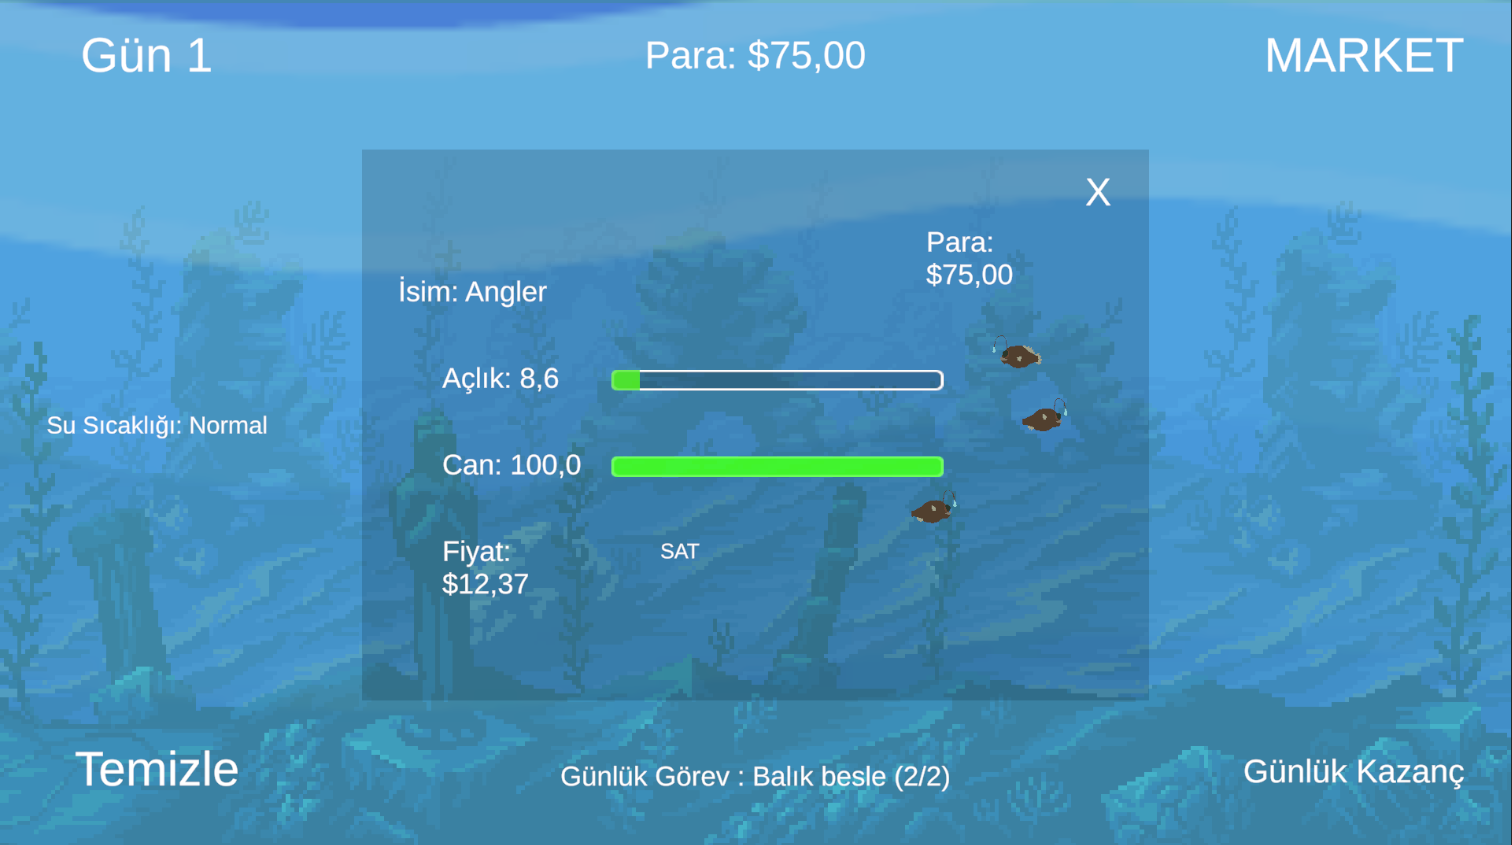 Gün 1
Para: $75,00
MARKET
X
Para:
$75,00
İsim: Angler
Açlık: 8,6
Su Sıcaklığı: Normal
Can: 100,0
Fiyat:
$12,37
SAT
Temizle
Günlük Görev : Balık besle (2/2)
Günlük Kazanç